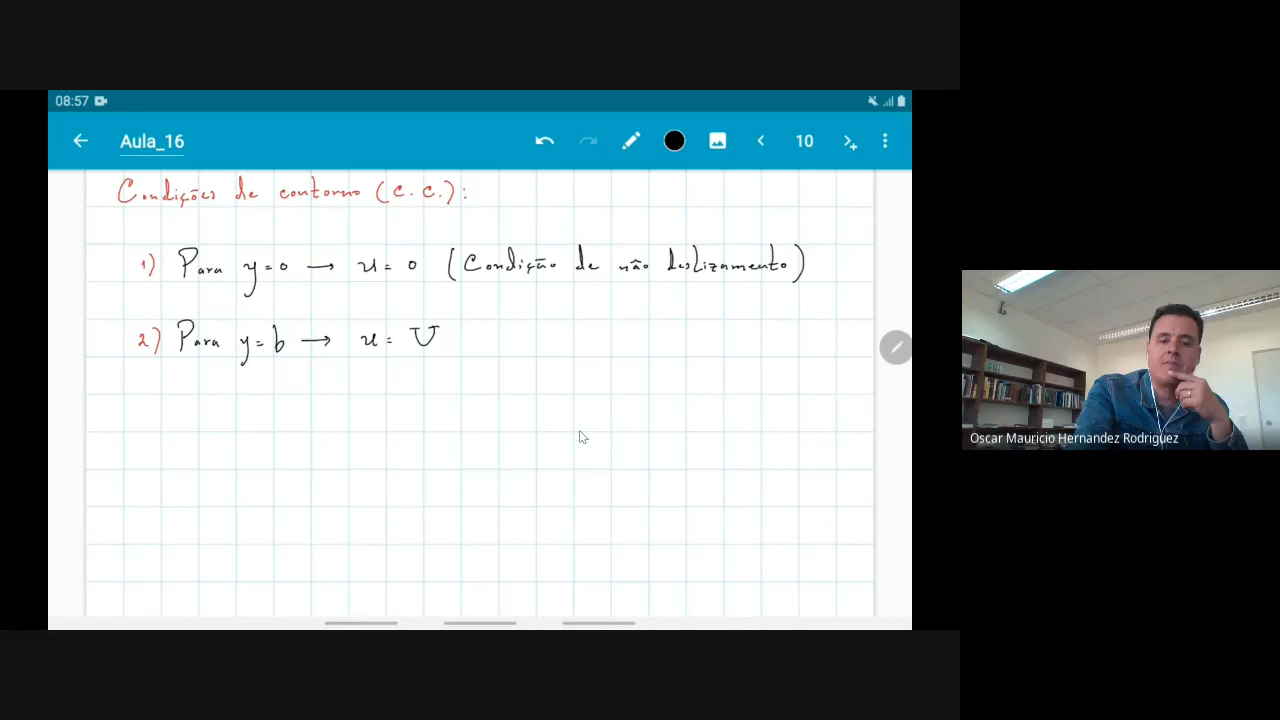 08:57
Aula_16
10
Condições de contorno (C.C.):
1) Para y=0 → u=0 (Condição de não deslizamento)
2) Para y=b → u=U
Oscar Mauricio Hernandez Rodriguez